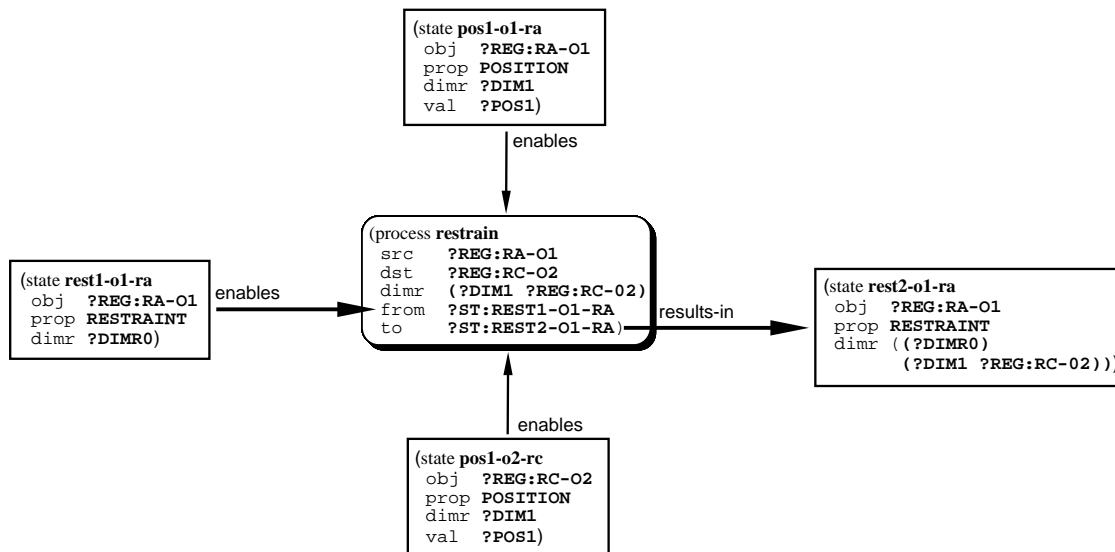 (state pos1-o1-ra
obj ?REG:RA-O1
prop POSITION
dimr ?DIM1
val ?POS1)
enables
(process restrain
src ?REG:RA-O1
dst ?REG:RC-O2
dimr (?DIM1 ?REG:RC-02)
from ?ST:REST1-O1-RA
to ?ST:REST2-O1-RA)
(state rest1-o1-ra
obj ?REG:RA-O1
prop RESTRAINT
dimr ?DIMR0)
enables
results-in
(state rest2-o1-ra
obj ?REG:RA-O1
prop RESTRAINT
dimr ((?DIMR0)
(?DIM1 ?REG:RC-02)))
enables
(state pos1-o2-rc
obj ?REG:RC-O2
prop POSITION
dimr ?DIM1
val ?POS1)